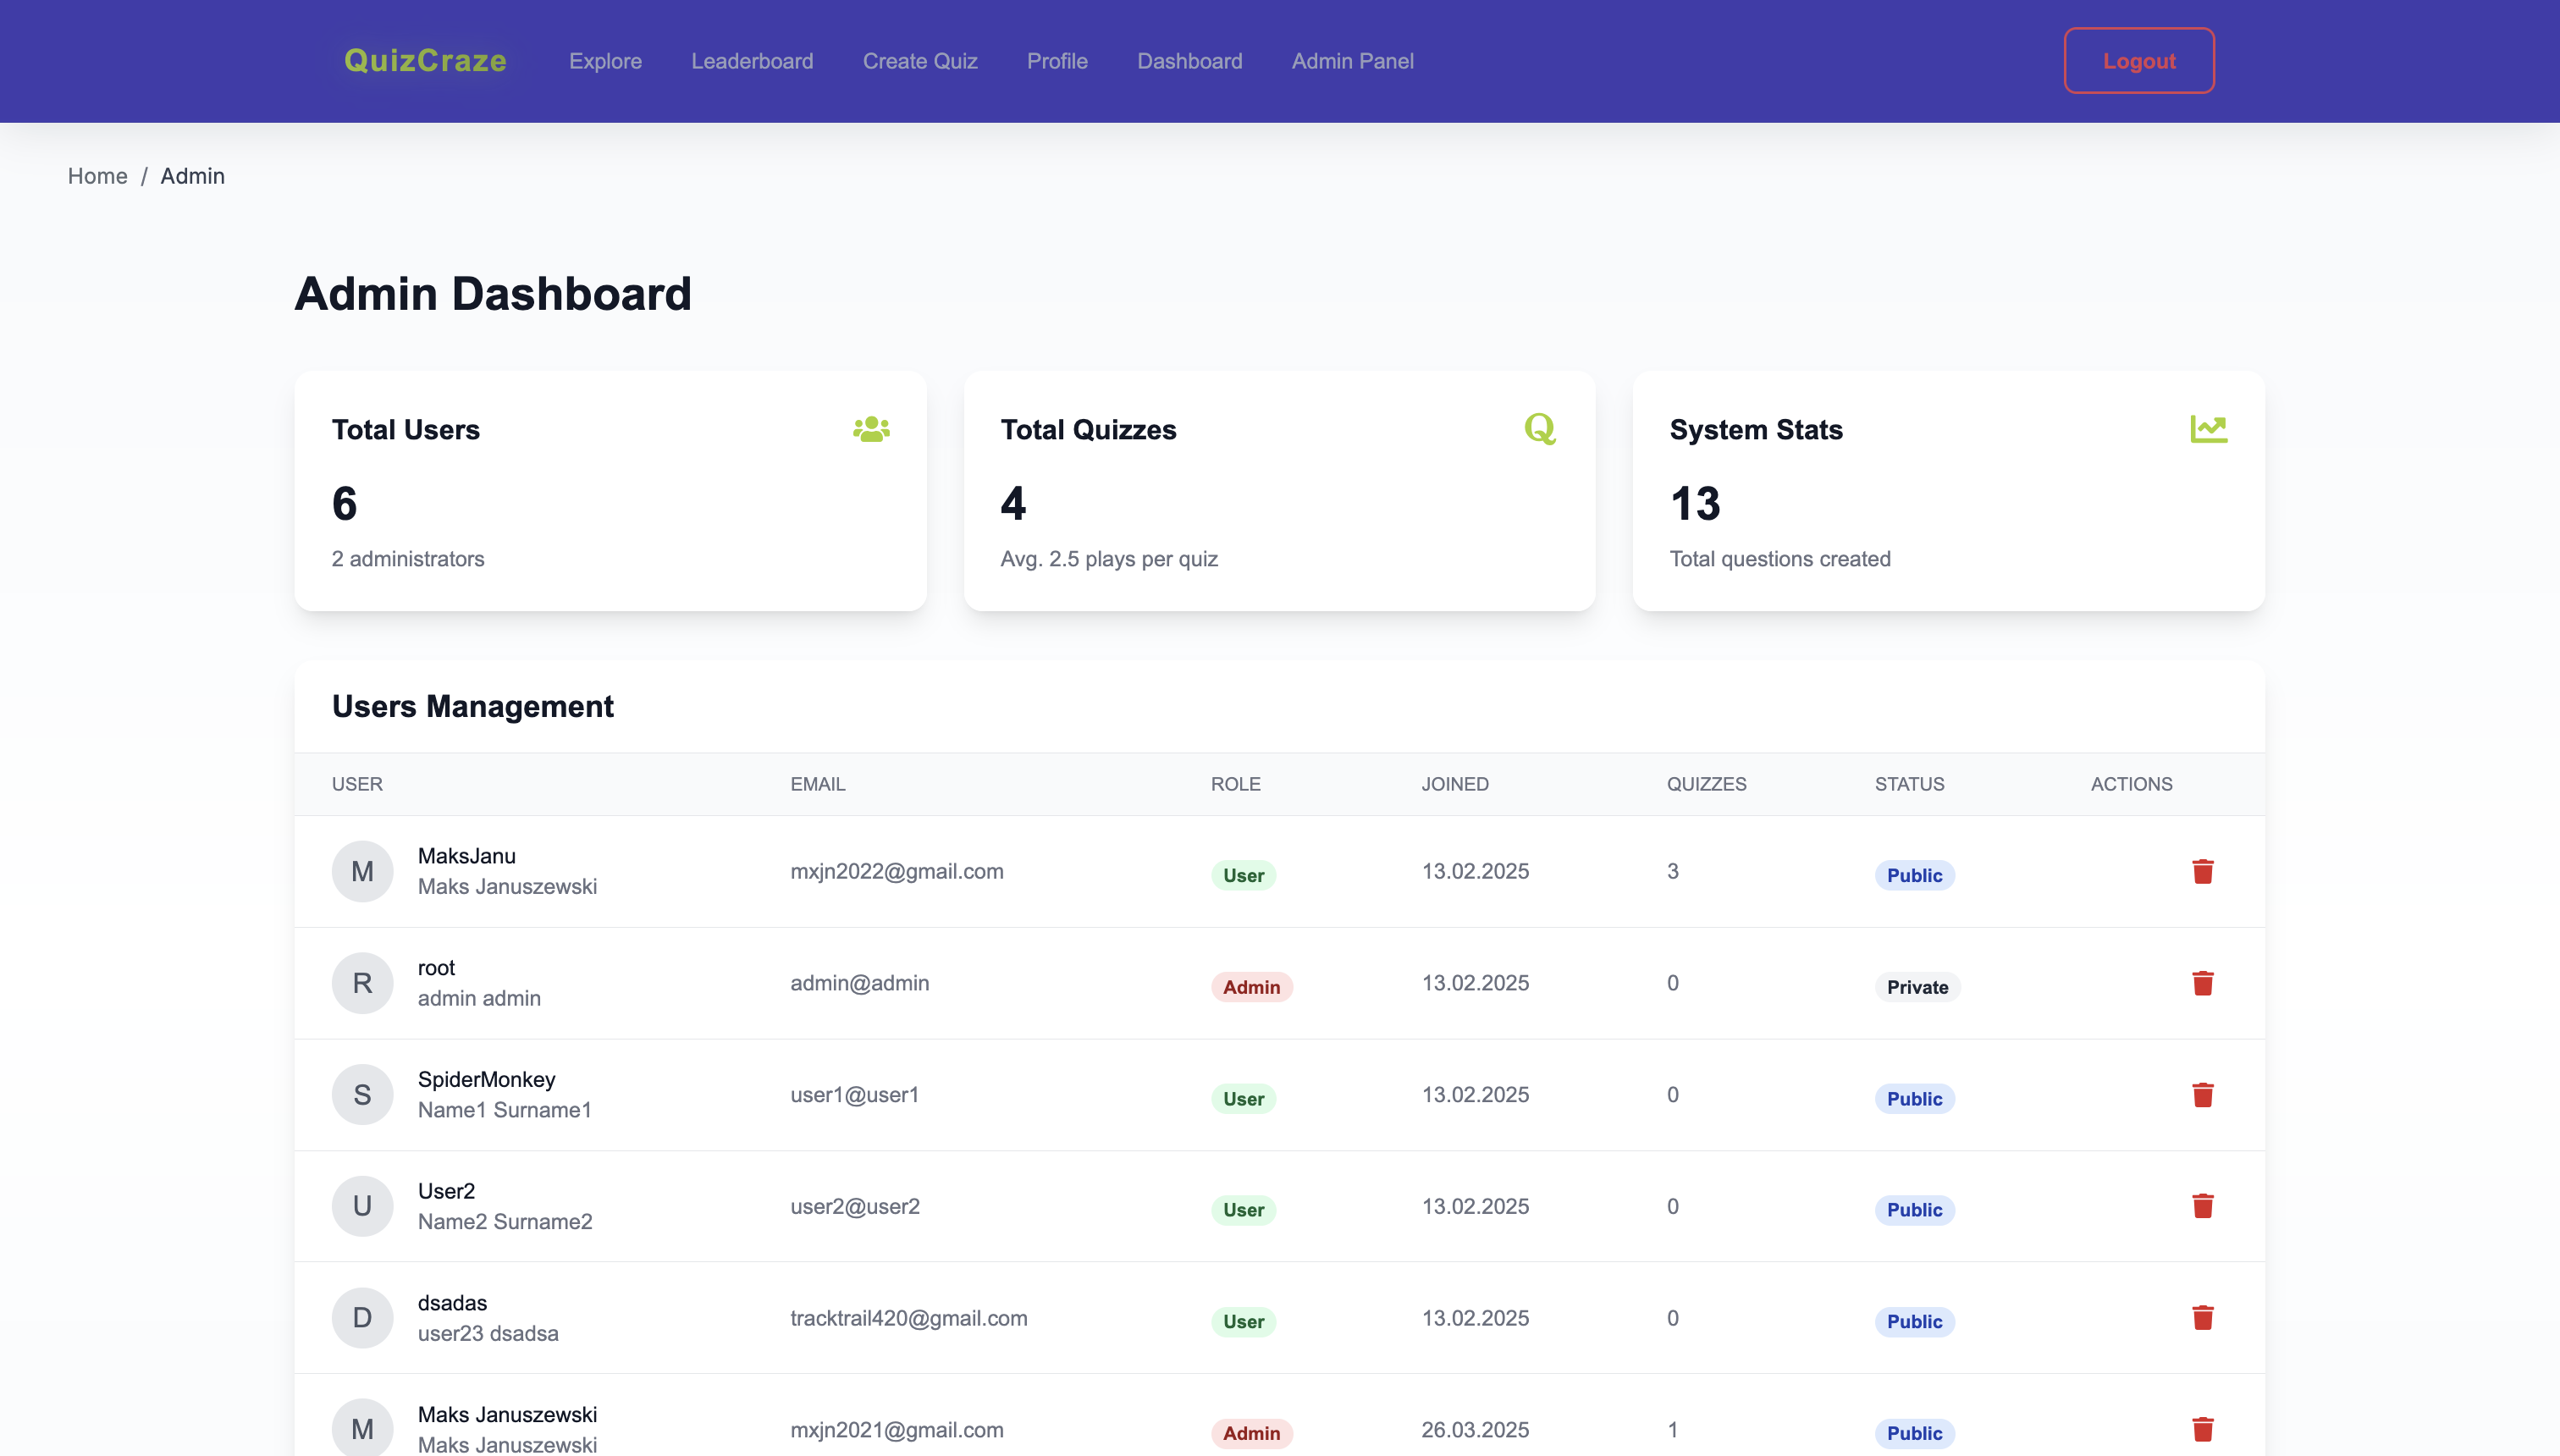 QuizCraze Explore Leaderboard Create Quiz Profile Dashboard Admin Panel Logout
Home / Admin
Admin Dashboard
Total Users
6
2 administrators
Total Quizzes
Q
4
Avg. 2.5 plays per quiz
System Stats
13
Total questions created
Users Management
USER EMAIL ROLE JOINED QUIZZES STATUS ACTIONS
M MaksJanu
Maks Januszewski
mxjn2022@gmail.com User 13.02.2025 3 Public
R root
admin admin
admin@admin Admin 13.02.2025 0 Private
S SpiderMonkey
Name1 Surname1
user1@user1 User 13.02.2025 0 Public
U User2
Name2 Surname2
user2@user2 User 13.02.2025 0 Public
D dsadas
user23 dsadsa
tracktrail420@gmail.com User 13.02.2025 0 Public
M Maks Januszewski
Maks Januszewski
mxjn2021@gmail.com Admin 26.03.2025 1 Public